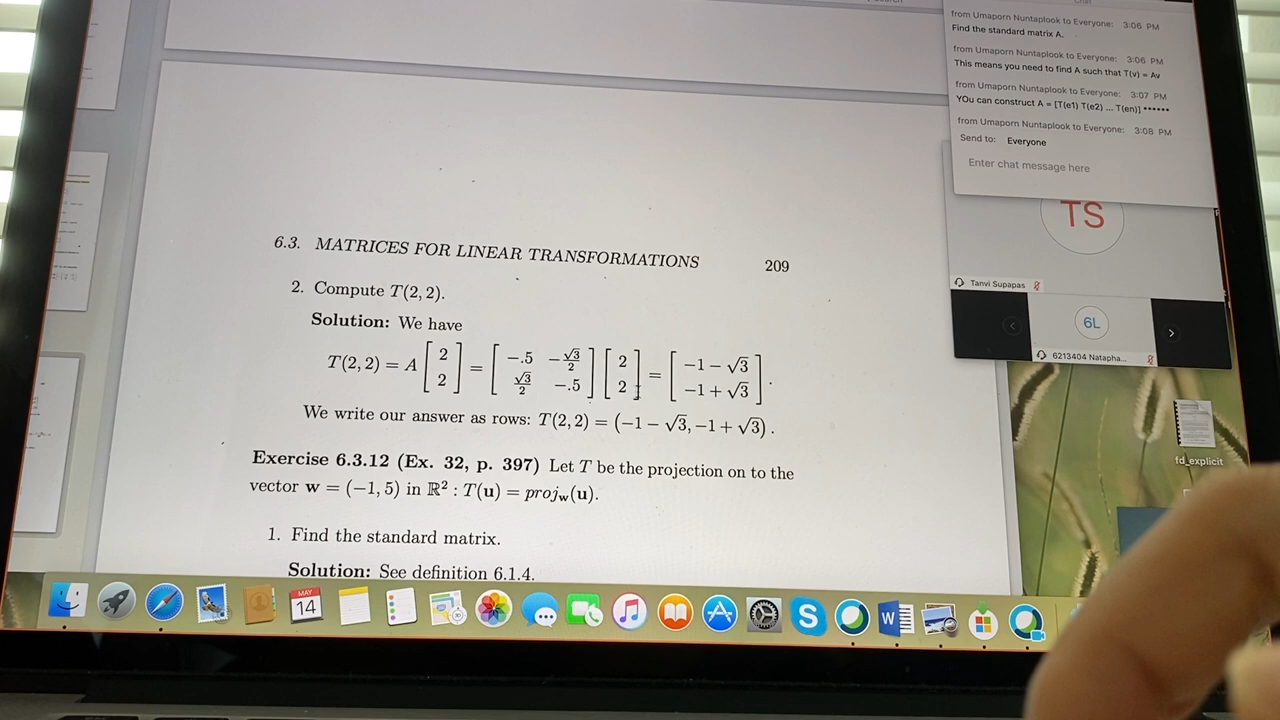 from Umaporn Nuntaplook to Everyone: 3:06 PM
Find the standard matrix A.
from Umaporn Nuntaplook to Everyone: 3:06 PM
This means you need to find A such that T(v) = Av
from Umaporn Nuntaplook to Everyone: 3:07 PM
YOu can construct A = [T(e1) T(e2) ... T(en)] ******
from Umaporn Nuntaplook to Everyone: 3:08 PM
Send to: Everyone
Enter chat message here
TS
Tanvi Supapas
6L
6213404 Natapha...
fd_explicit
6.3. MATRICES FOR LINEAR TRANSFORMATIONS 209
2. Compute T(2, 2).
Solution: We have
T(2, 2) = A [2; 2] = [−.5 −√3/2; √3/2 −.5] [2; 2] = [−1 − √3; −1 + √3].
We write our answer as rows: T(2, 2) = (−1 − √3, −1 + √3).
Exercise 6.3.12 (Ex. 32, p. 397) Let T be the projection on to the
vector w = (−1, 5) in ℝ² : T(u) = proj_w(u).
1. Find the standard matrix.
Solution: See definition 6.1.4.
MAY
14
S
W